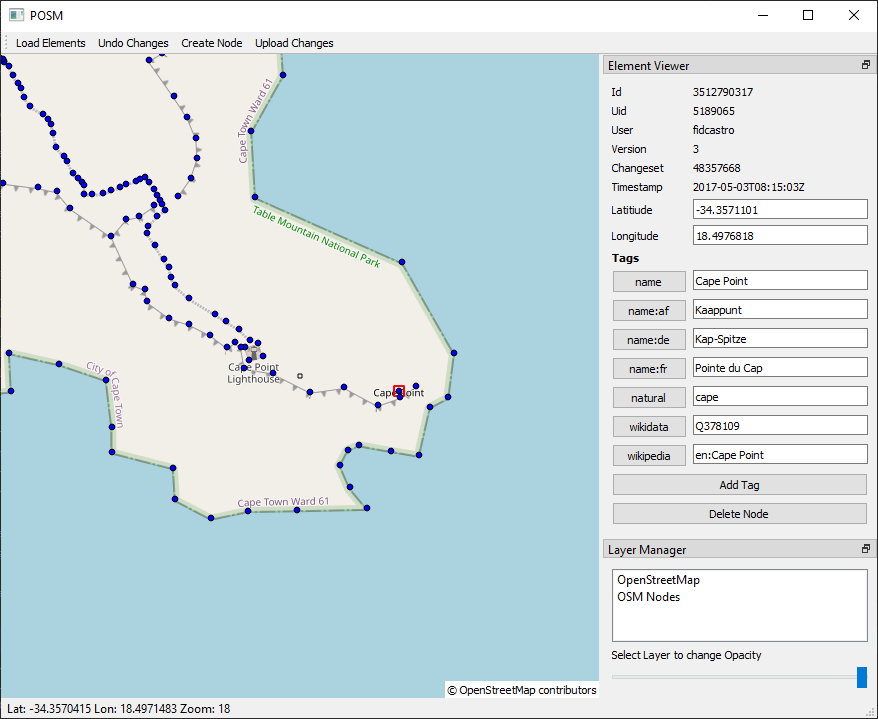 POSM
Load Elements Undo Changes Create Node Upload Changes
Cape Town Ward 61
Table Mountain National Park
City of Cape Town
Cape Point
Lighthouse
Cape Point
Cape Town Ward 61
© OpenStreetMap contributors
Element Viewer
Id 3512790317
Uid 5189065
User fidcastro
Version 3
Changeset 48357668
Timestamp 2017-05-03T08:15:03Z
Latitiude -34.3571101
Longitude 18.4976818
Tags
name Cape Point
name:af Kaappunt
name:de Kap-Spitze
name:fr Pointe du Cap
natural cape
wikidata Q378109
wikipedia en:Cape Point
Add Tag
Delete Node
Layer Manager
OpenStreetMap
OSM Nodes
Select Layer to change Opacity
Lat: -34.3570415 Lon: 18.4971483 Zoom: 18